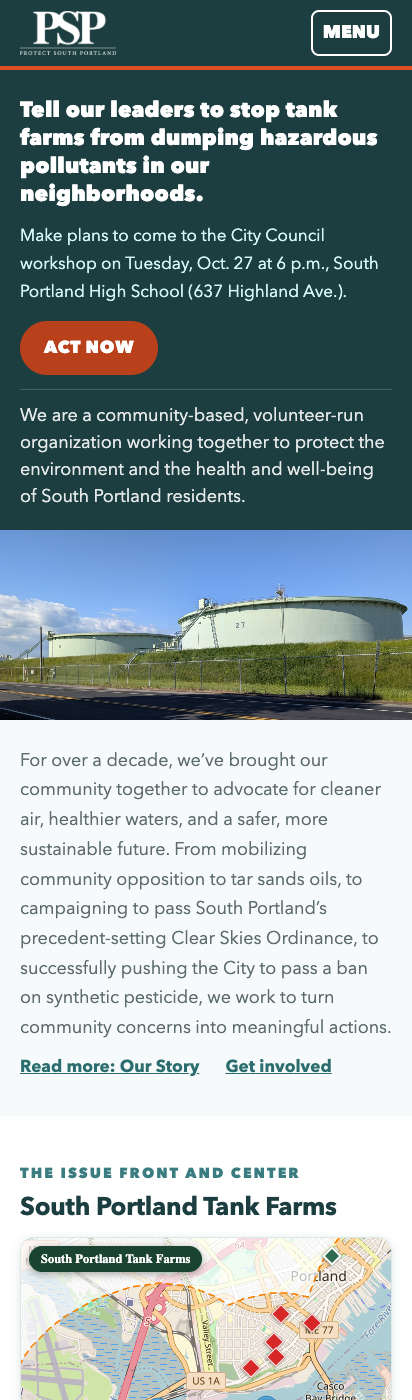 PSP
PROTECT SOUTH PORTLAND
MENU
Tell our leaders to stop tank
farms from dumping hazardous
pollutants in our
neighborhoods.
Make plans to come to the City Council
workshop on Tuesday, Oct. 27 at 6 p.m., South
Portland High School (637 Highland Ave.).
ACT NOW
We are a community-based, volunteer-run
organization working together to protect the
environment and the health and well-being
of South Portland residents.
27
For over a decade, we’ve brought our
community together to advocate for cleaner
air, healthier waters, and a safer, more
sustainable future. From mobilizing
community opposition to tar sands oils, to
campaigning to pass South Portland’s
precedent-setting Clear Skies Ordinance, to
successfully pushing the City to pass a ban
on synthetic pesticide, we work to turn
community concerns into meaningful actions.
Read more: Our Story Get involved
THE ISSUE FRONT AND CENTER
South Portland Tank Farms
South Portland Tank Farms
Portland
ME 77
Valley Street
US 1A
Fore River
Casco
Bay Bridge